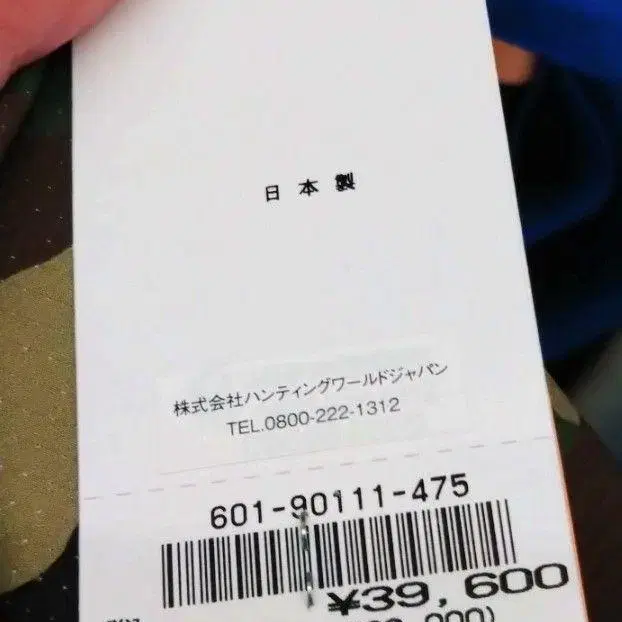 日本製
株式会社ハンティングワールドジャパン
TEL.0800-222-1312
601-90111-475
¥39,600